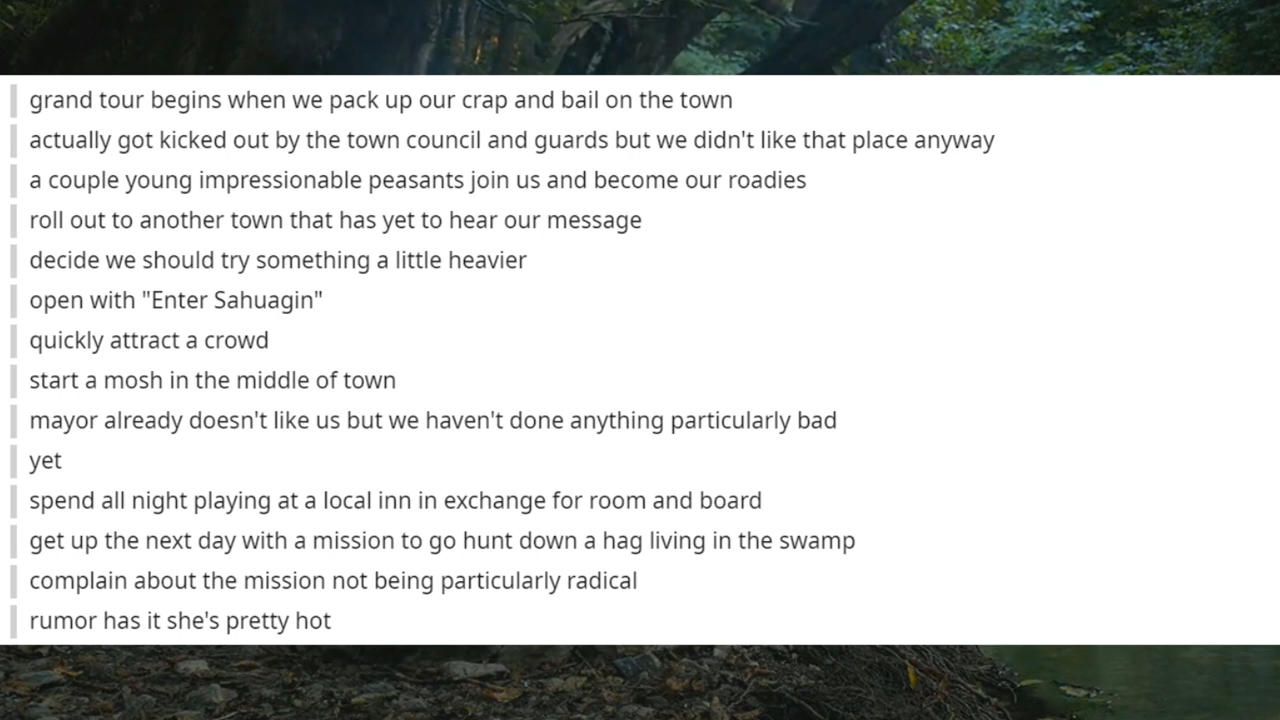 grand tour begins when we pack up our crap and bail on the town
actually got kicked out by the town council and guards but we didn't like that place anyway
a couple young impressionable peasants join us and become our roadies
roll out to another town that has yet to hear our message
decide we should try something a little heavier
open with "Enter Sahuagin"
quickly attract a crowd
start a mosh in the middle of town
mayor already doesn't like us but we haven't done anything particularly bad
yet
spend all night playing at a local inn in exchange for room and board
get up the next day with a mission to go hunt down a hag living in the swamp
complain about the mission not being particularly radical
rumor has it she's pretty hot